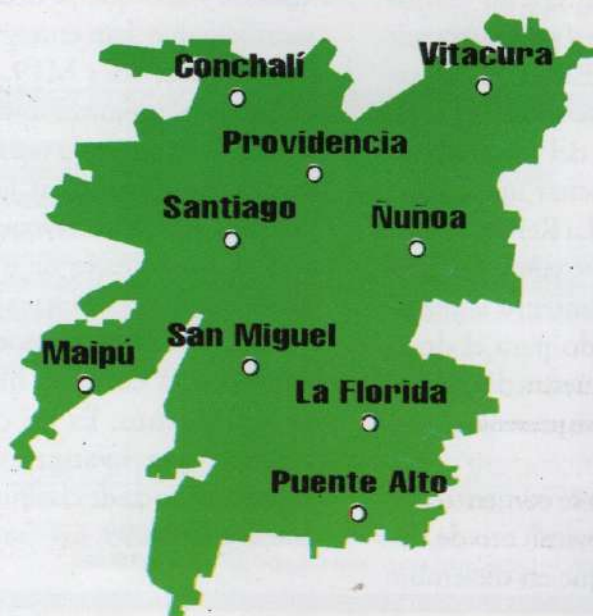 Conchalí
Vitacura
Providencia
Santiago
Ñuñoa
San Miguel
Maipú
La Florida
Puente Alto